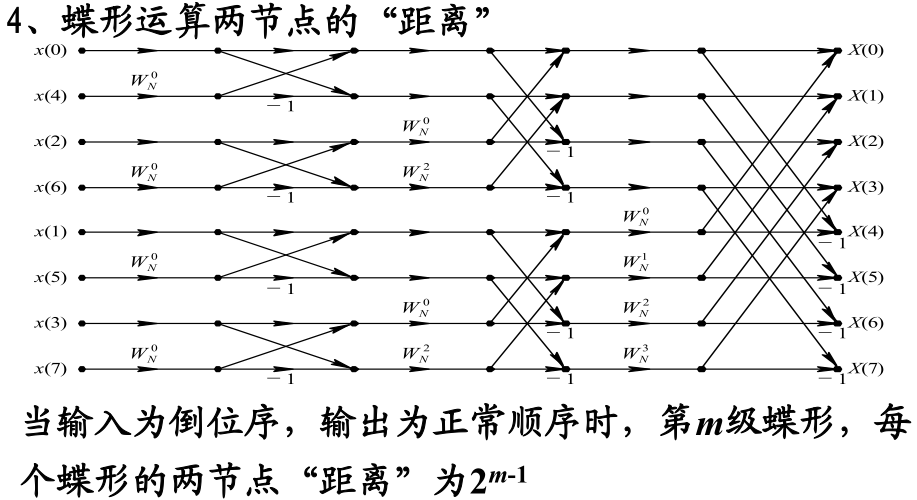 4、蝶形运算两节点的“距离”
x(0) X(0)
W_N^0
x(4) -1 X(1)
W_N^0
x(2) W_N^0 -1 X(2)
W_N^2
x(6) -1 -1 X(3)
W_N^0
x(1) -1 X(4)
W_N^0 W_N^1
x(5) -1 -1 X(5)
W_N^0 W_N^2
x(3) -1 -1 X(6)
W_N^0 W_N^2 W_N^3
x(7) -1 -1 -1 X(7)
当输入为倒位序，输出为正常顺序时，第m级蝶形，每
个蝶形的两节点“距离”为2^{m-1}